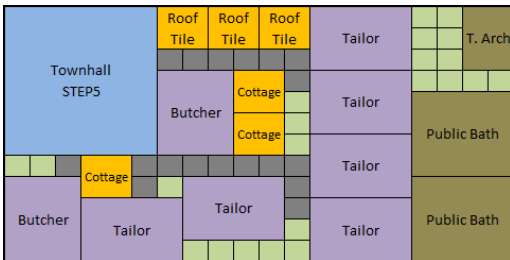 Townhall
STEP5
Roof
Tile
Roof
Tile
Roof
Tile
Tailor
T. Arch
Butcher
Cottage
Tailor
Cottage
Public Bath
Cottage
Tailor
Butcher
Tailor
Tailor
Tailor
Public Bath